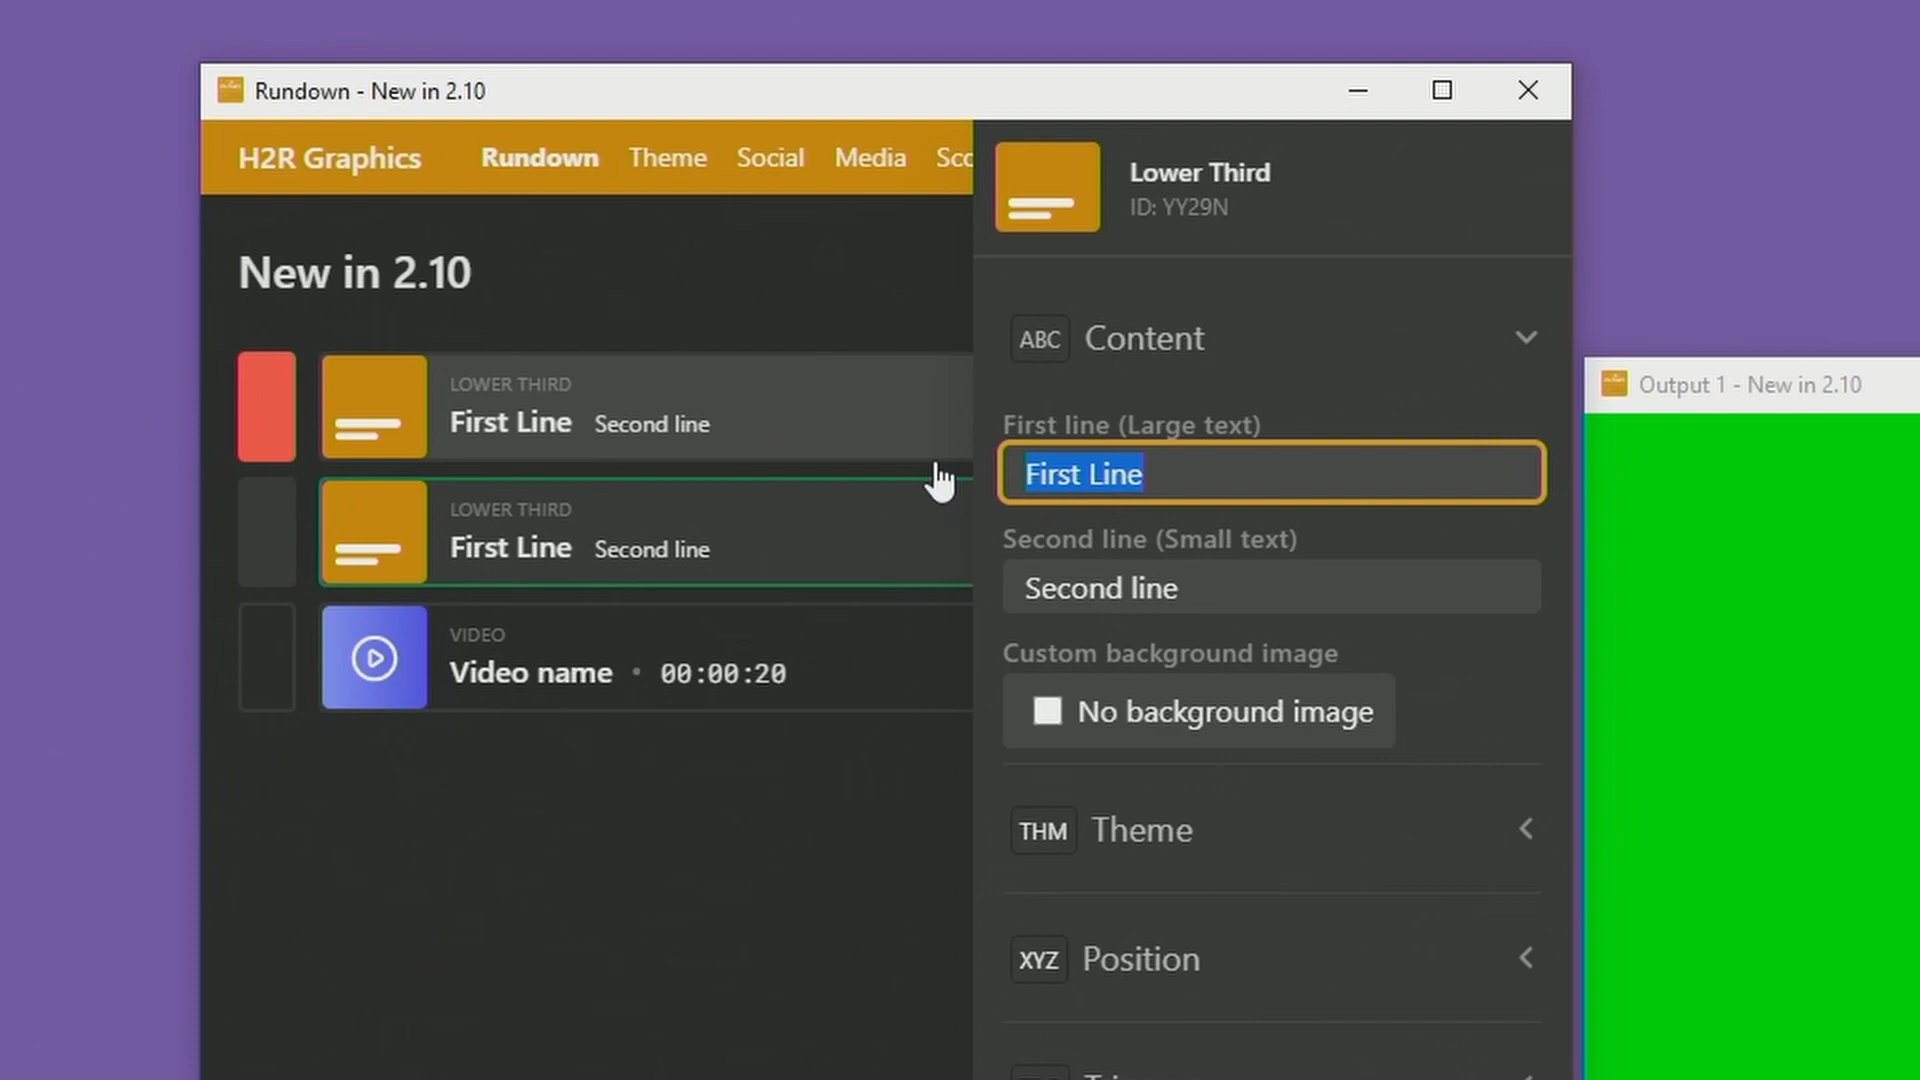 Rundown - New in 2.10
H2R Graphics Rundown Theme Social Media Sco
New in 2.10
LOWER THIRD
First Line Second line
LOWER THIRD
First Line Second line
VIDEO
Video name • 00:00:20
Lower Third
ID: YY29N
ABC Content
First line (Large text)
First Line
Second line (Small text)
Second line
Custom background image
No background image
THM Theme
XYZ Position
Output 1 - New in 2.10